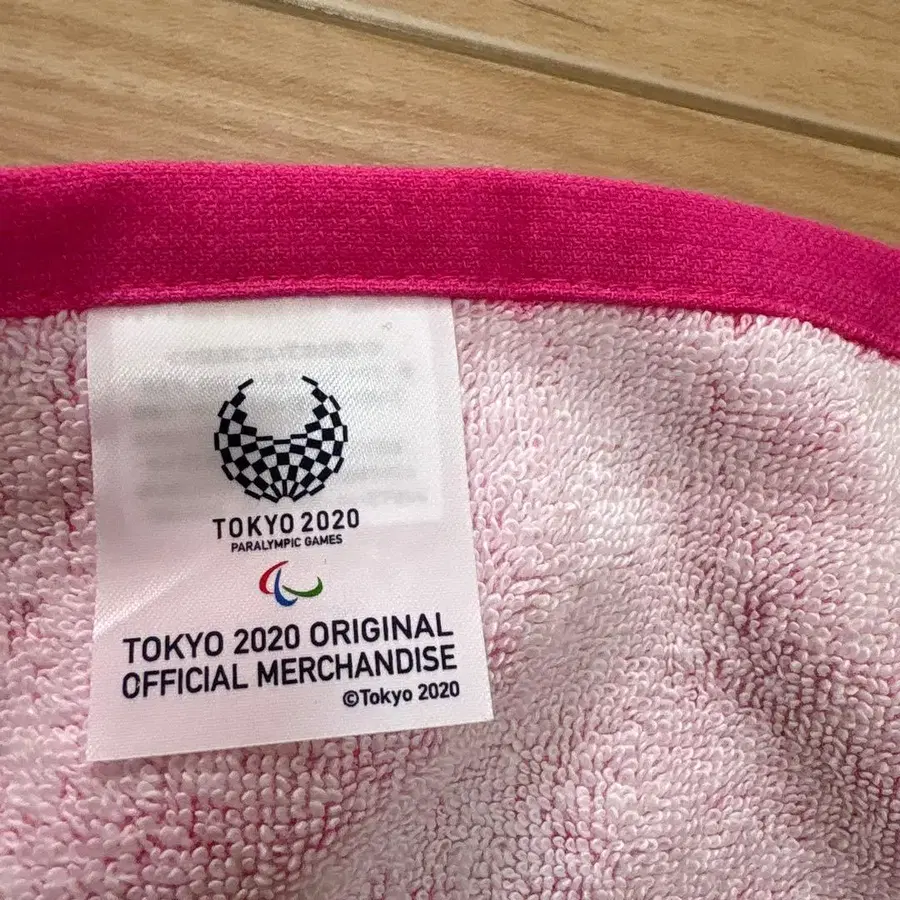 TOKYO 2020
PARALYMPIC GAMES
TOKYO 2020 ORIGINAL
OFFICIAL MERCHANDISE
©Tokyo 2020